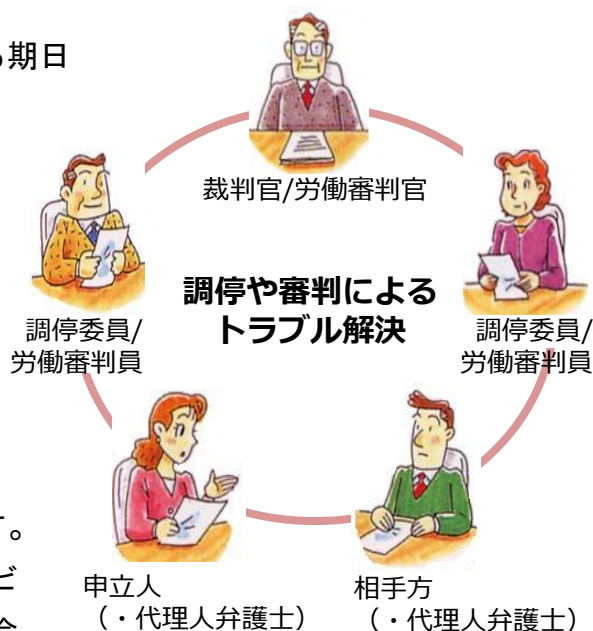 期日
裁判官/労働審判官
調停や審判による
トラブル解決
調停委員/
労働審判員
調停委員/
労働審判員
す。
ビ
申立人
(・代理人弁護士)
相手方
(・代理人弁護士)